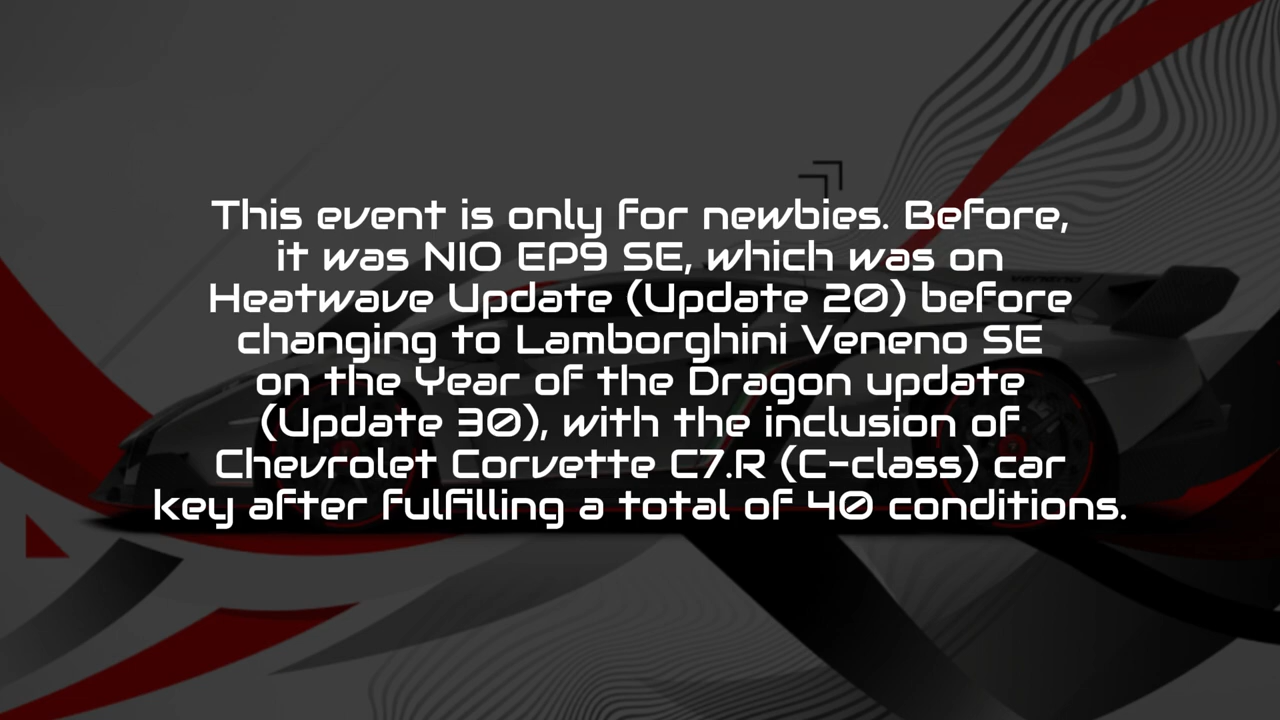 This event is only for newbies. Before,
it was NIO EP9 SE, which was on
Heatwave Update (Update 20) before
changing to Lamborghini Veneno SE
on the Year of the Dragon update
(Update 30), with the inclusion of
Chevrolet Corvette C7.R (C-class) car
key after fulfilling a total of 40 conditions.